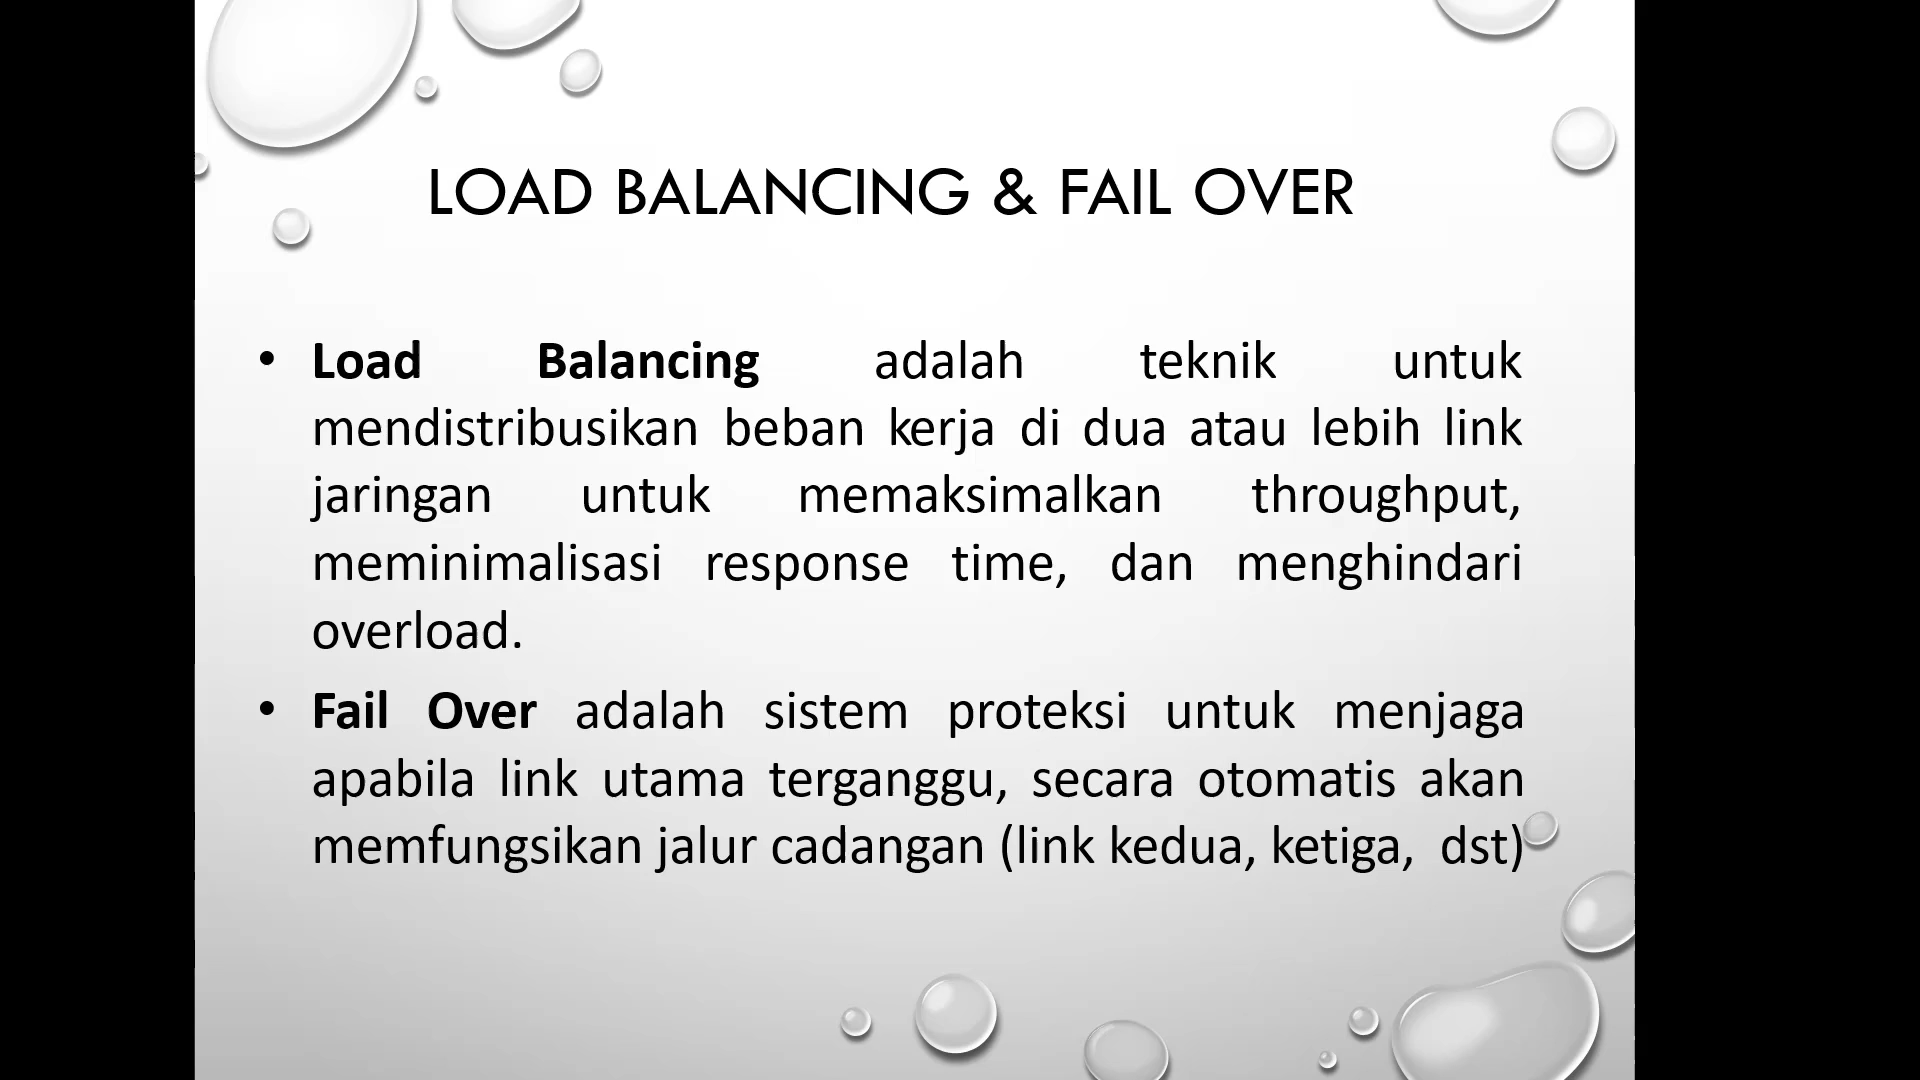 LOAD BALANCING & FAIL OVER
• Load Balancing adalah teknik untuk
mendistribusikan beban kerja di dua atau lebih link
jaringan untuk memaksimalkan throughput,
meminimalisasi response time, dan menghindari
overload.
• Fail Over adalah sistem proteksi untuk menjaga
apabila link utama terganggu, secara otomatis akan
memfungsikan jalur cadangan (link kedua, ketiga, dst)